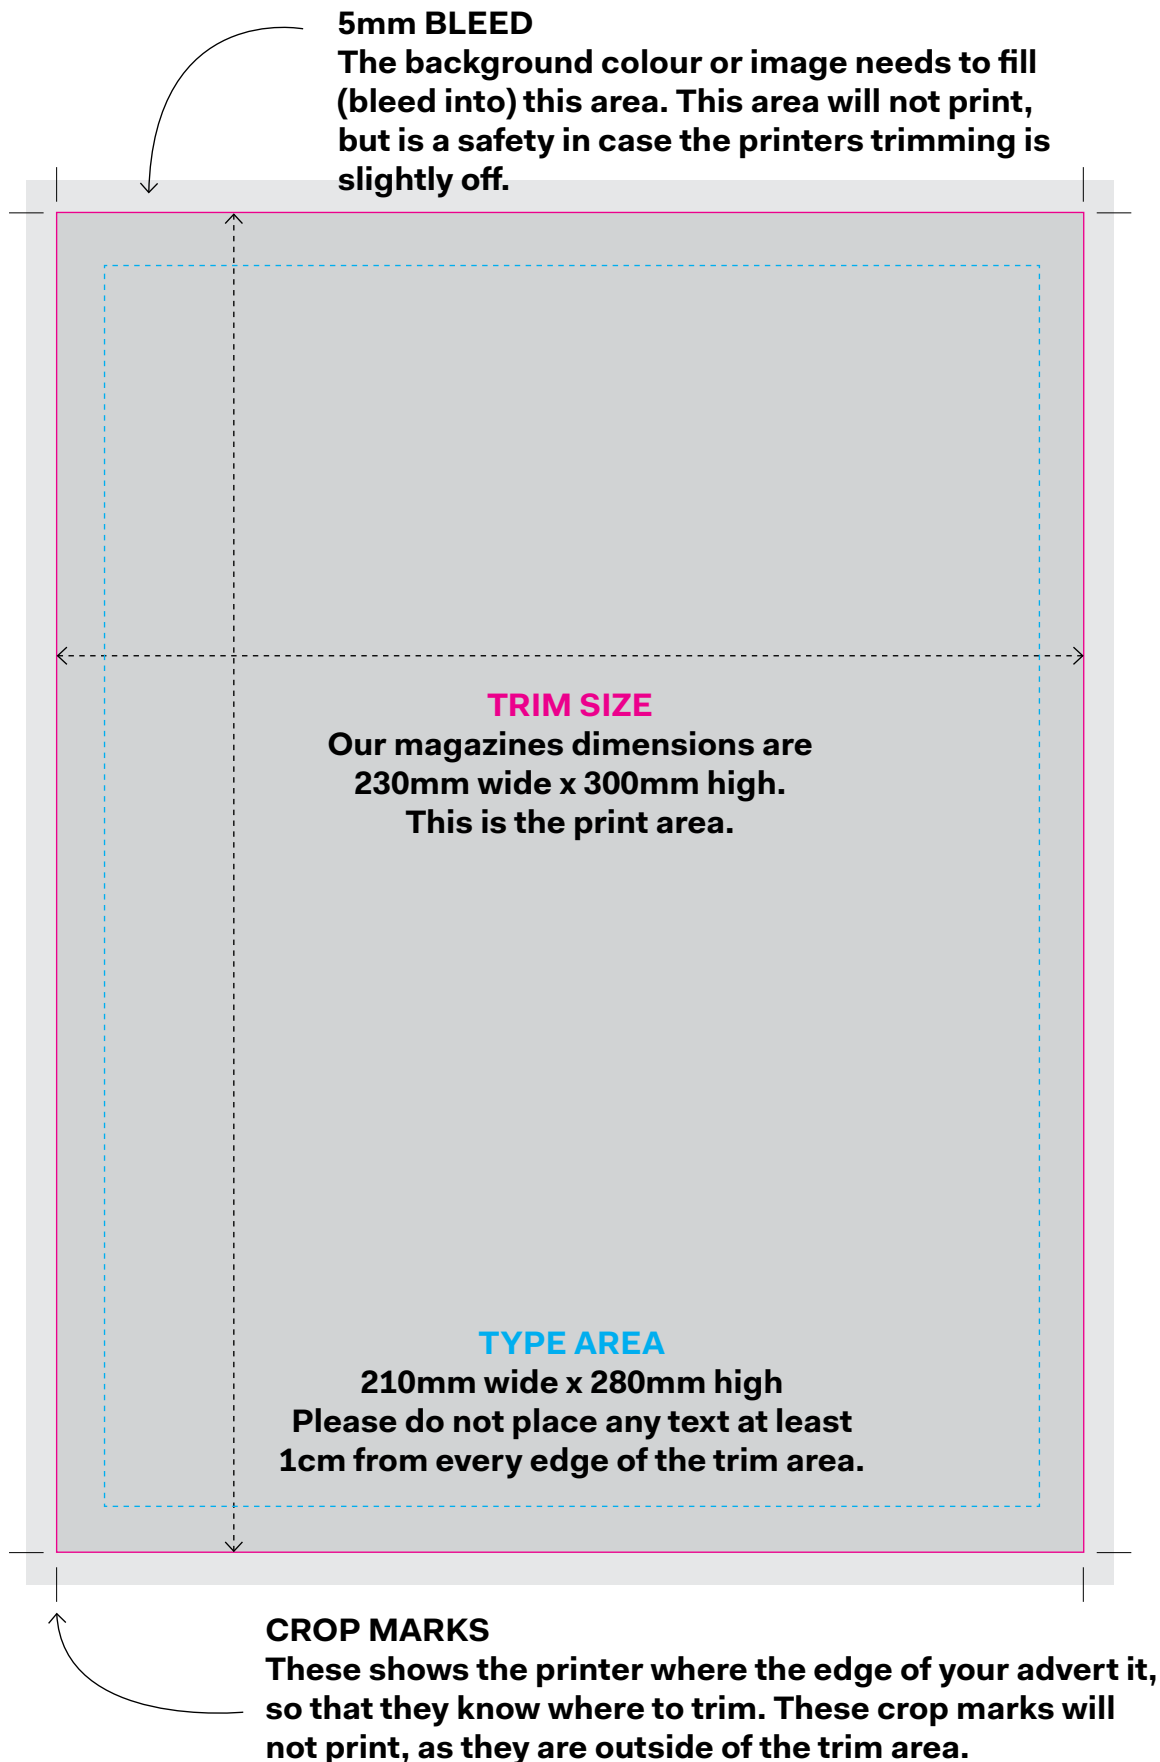 5mm BLEED
The background colour or image needs to fill
(bleed into) this area. This area will not print,
but is a safety in case the printers trimming is
slightly off.
TRIM SIZE
Our magazines dimensions are
230mm wide x 300mm high.
This is the print area.
TYPE AREA
210mm wide x 280mm high
Please do not place any text at least
1cm from every edge of the trim area.
CROP MARKS
These shows the printer where the edge of your advert it,
so that they know where to trim. These crop marks will
not print, as they are outside of the trim area.